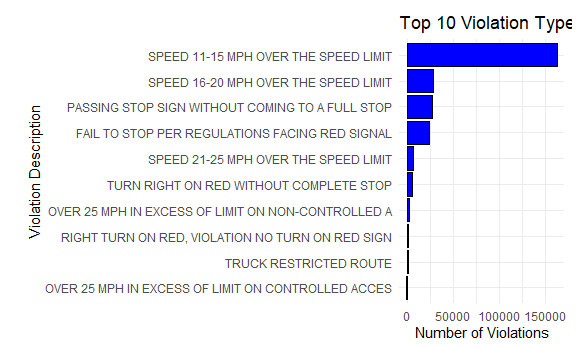 Top 10 Violation Type
Violation Description
SPEED 11-15 MPH OVER THE SPEED LIMIT
SPEED 16-20 MPH OVER THE SPEED LIMIT
PASSING STOP SIGN WITHOUT COMING TO A FULL STOP
FAIL TO STOP PER REGULATIONS FACING RED SIGNAL
SPEED 21-25 MPH OVER THE SPEED LIMIT
TURN RIGHT ON RED WITHOUT COMPLETE STOP
OVER 25 MPH IN EXCESS OF LIMIT ON NON-CONTROLLED A
RIGHT TURN ON RED, VIOLATION NO TURN ON RED SIGN
TRUCK RESTRICTED ROUTE
OVER 25 MPH IN EXCESS OF LIMIT ON CONTROLLED ACCES
0 50000 100000 150000
Number of Violations